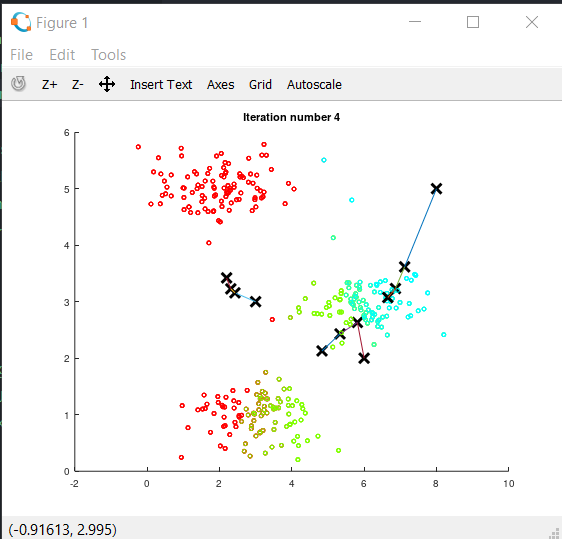 Figure 1
File Edit Tools
Z+ Z- Insert Text Axes Grid Autoscale
Iteration number 4
6
5
4
3
2
1
0
-2 0 2 4 6 8 10
(-0.91613, 2.995)